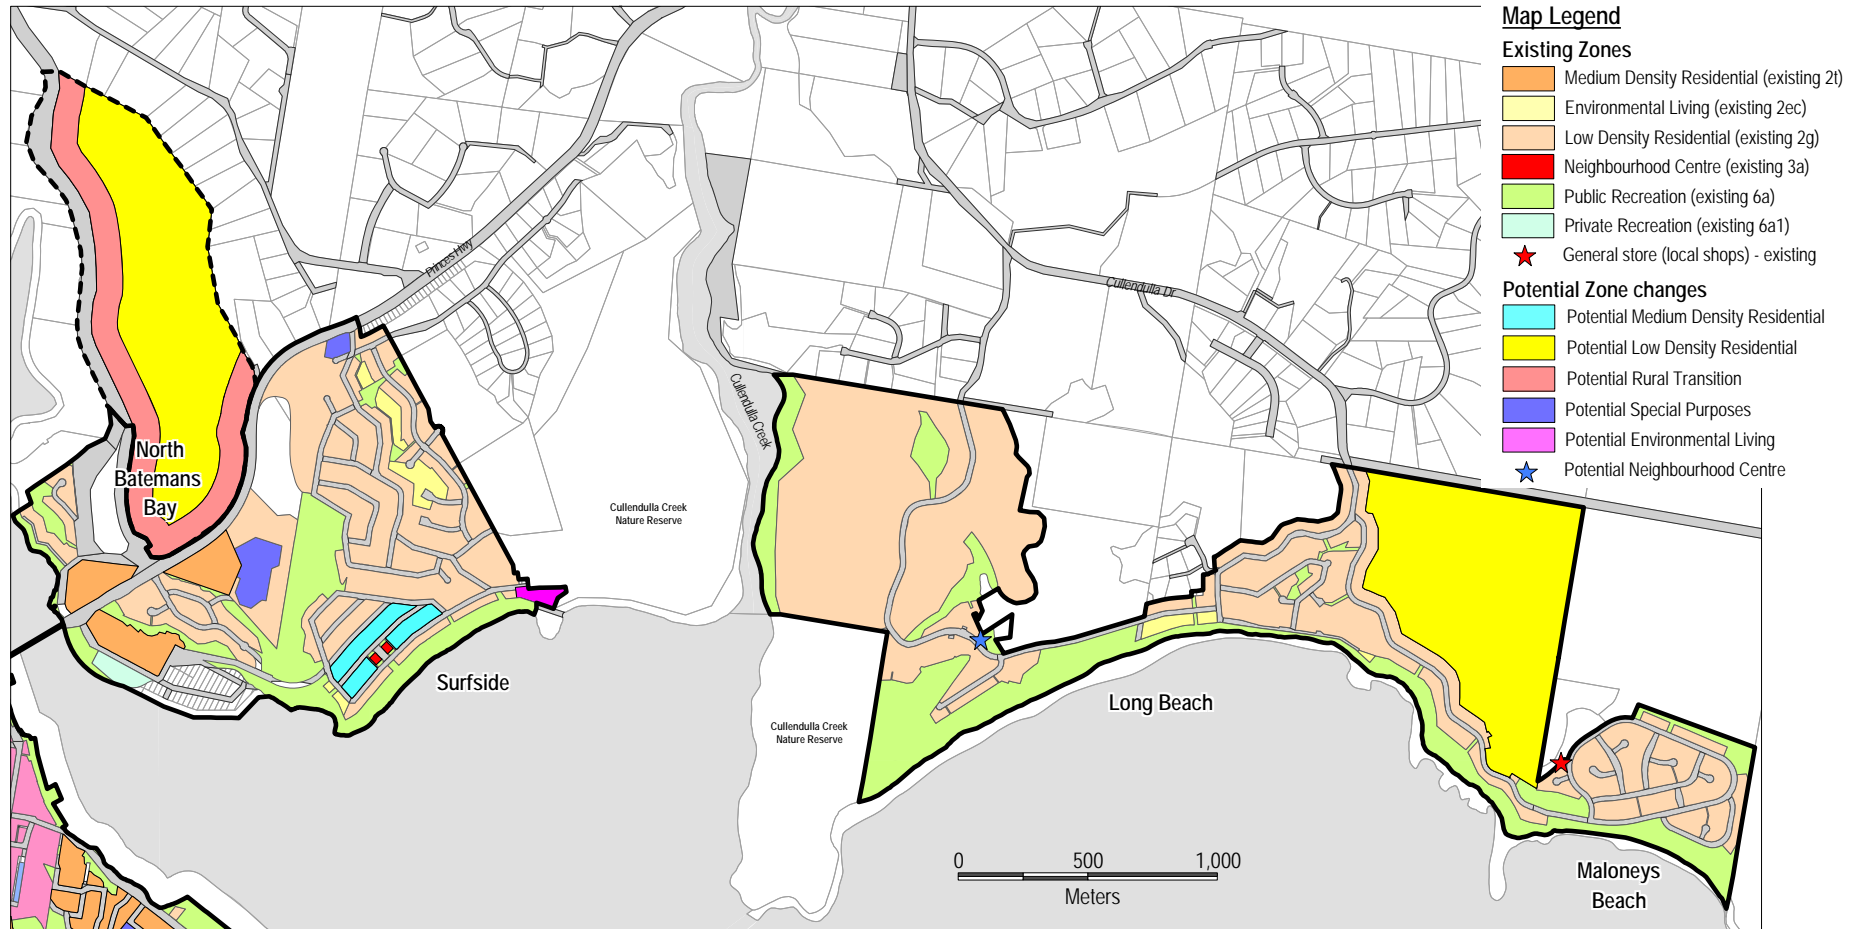 Map Legend
Existing Zones
Medium Density Residential (existing 2t)
Environmental Living (existing 2ec)
Low Density Residential (existing 2g)
Neighbourhood Centre (existing 3a)
Public Recreation (existing 6a)
Private Recreation (existing 6a1)
General store (local shops) - existing
Potential Zone changes
Potential Medium Density Residential
Potential Low Density Residential
Potential Rural Transition
Potential Special Purposes
Potential Environmental Living
Potential Neighbourhood Centre
Princes Hwy
Cullendulla Dr
Cullendulla Creek
North
Batemans
Bay
Cullendulla Creek
Nature Reserve
Surfside
Long Beach
Cullendulla Creek
Nature Reserve
0 500 1,000
Meters
Maloneys
Beach